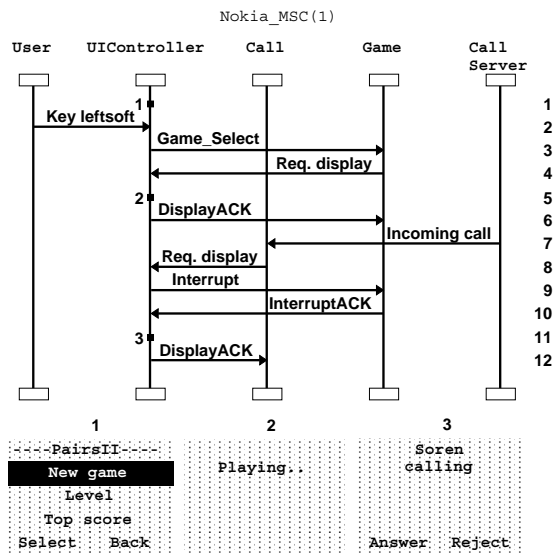 Nokia_MSC(1)
User UIController Call Game Call
Server
1 1
Key leftsoft 2
Game_Select 3
Req. display 4
2 5
DisplayACK 6
Incoming call 7
Req. display 8
Interrupt 9
InterruptACK 10
3 11
DisplayACK 12
1 2 3
----PairsII----
New game
Level
Top score
Select Back
Playing..
Soren
calling
Answer Reject